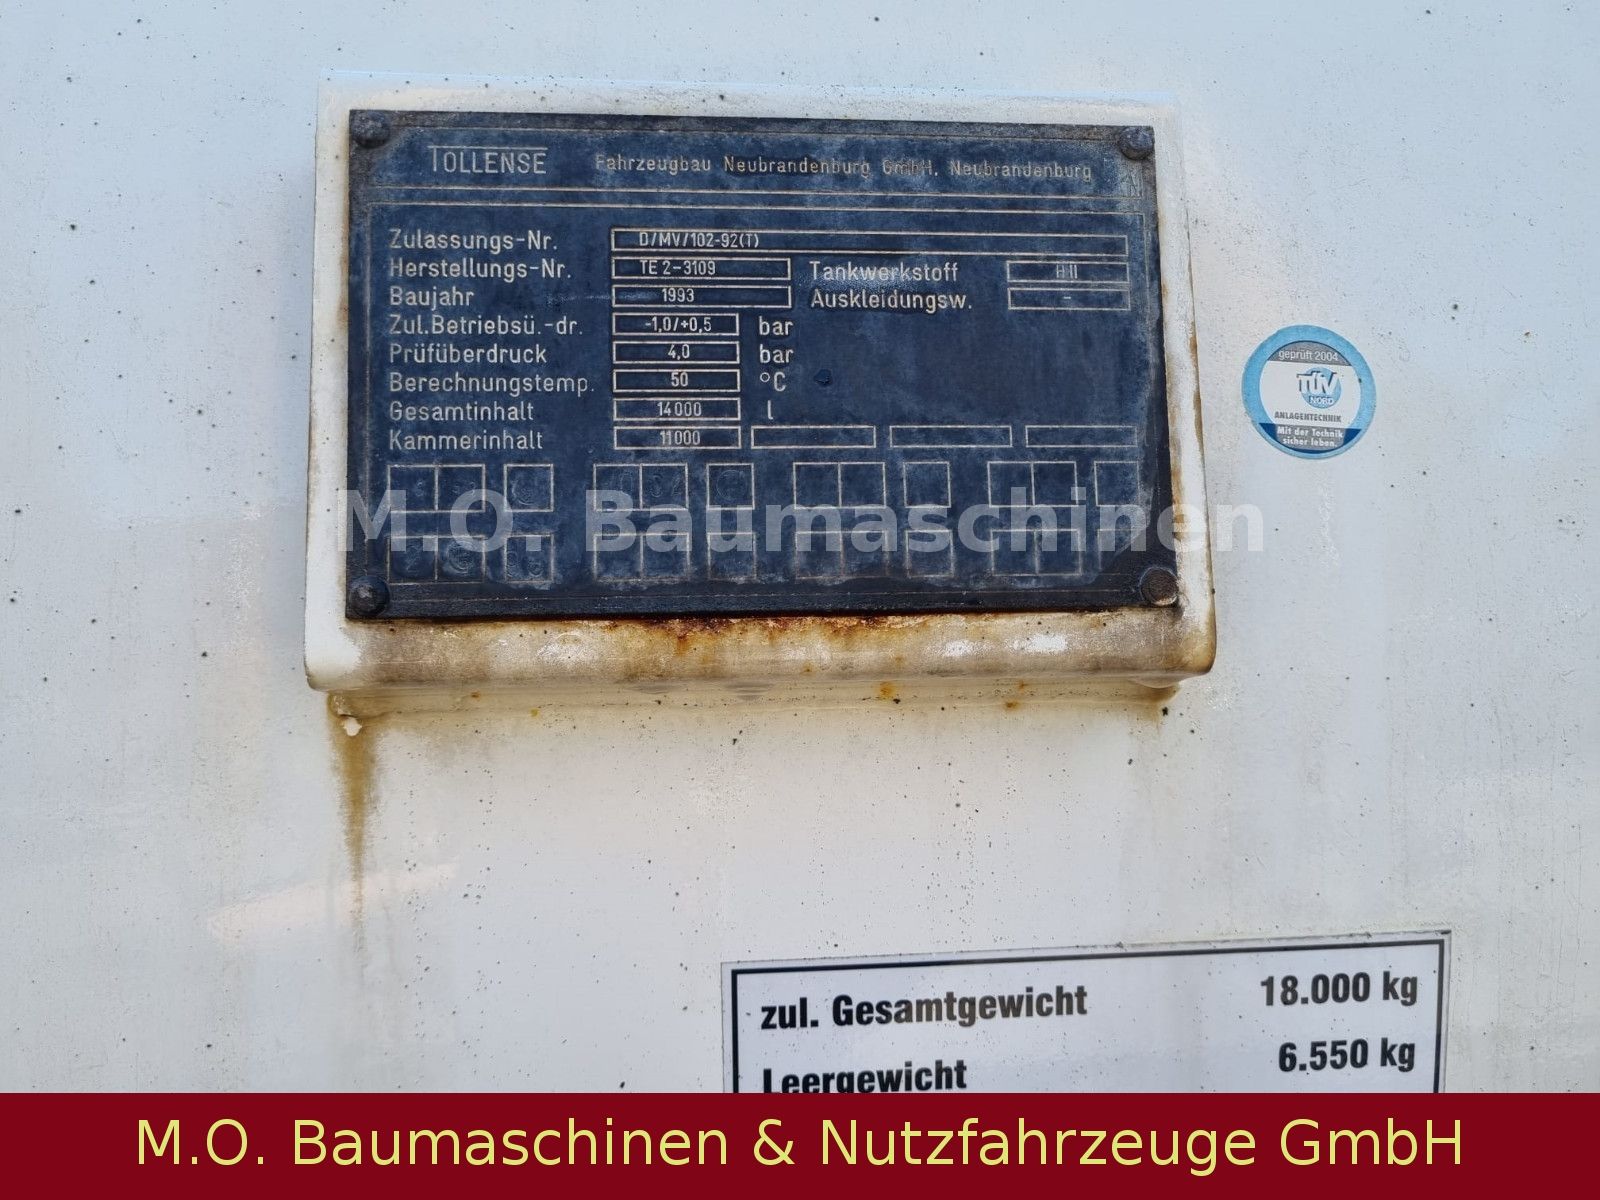 TOLLENSE Fahrzeugbau Neubrandenburg GmbH, Neubrandenburg
Zulassungs-Nr. D/MV/102-92(T)
Herstellungs-Nr. TE 2-3109 Tankwerkstoff H II
Baujahr 1993 Auskleidungsw. -
Zul.Betriebsü.-dr. -1,0/+0,5 bar
Prüfüberdruck 4,0 bar
Berechnungstemp. 50 °C
Gesamtinhalt 14000 l
Kammerinhalt 11000
geprüft 2004
TÜV
NORD
ANLAGENTECHNIK
Mit der Technik
sicher leben.
M.O. Baumaschinen
zul. Gesamtgewicht 18.000 kg
Leergewicht 6.550 kg
M.O. Baumaschinen & Nutzfahrzeuge GmbH